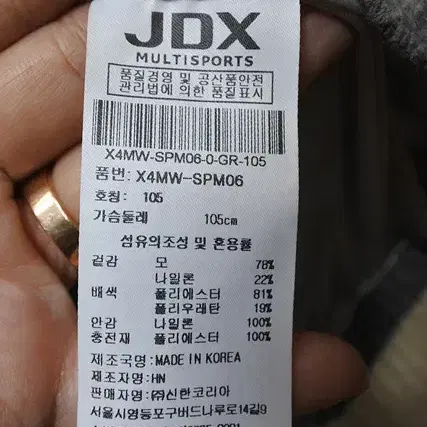 JDX
MULTISPORTS
품질경영 및 공산품안전
관리법에 의한 품질표시
X4MW-SPM06-0-GR-105
품번: X4MW-SPM06
호칭: 105
가슴둘레 105cm
섬유의조성 및 혼용률
겉감 모 78%
나일론 22%
배색 폴리에스터 81%
폴리우레탄 19%
안감 나일론 100%
충전재 폴리에스터 100%
제조국명:MADE IN KOREA
제조자명:HN
판매자명:㈜신한코리아
서울시영등포구버드나루로14길9